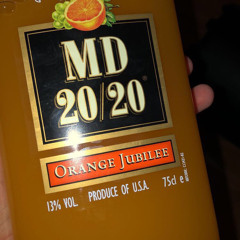 MD
20/20
ORANGE JUBILEE
13% VOL. PRODUCE OF U.S.A. 75cl e